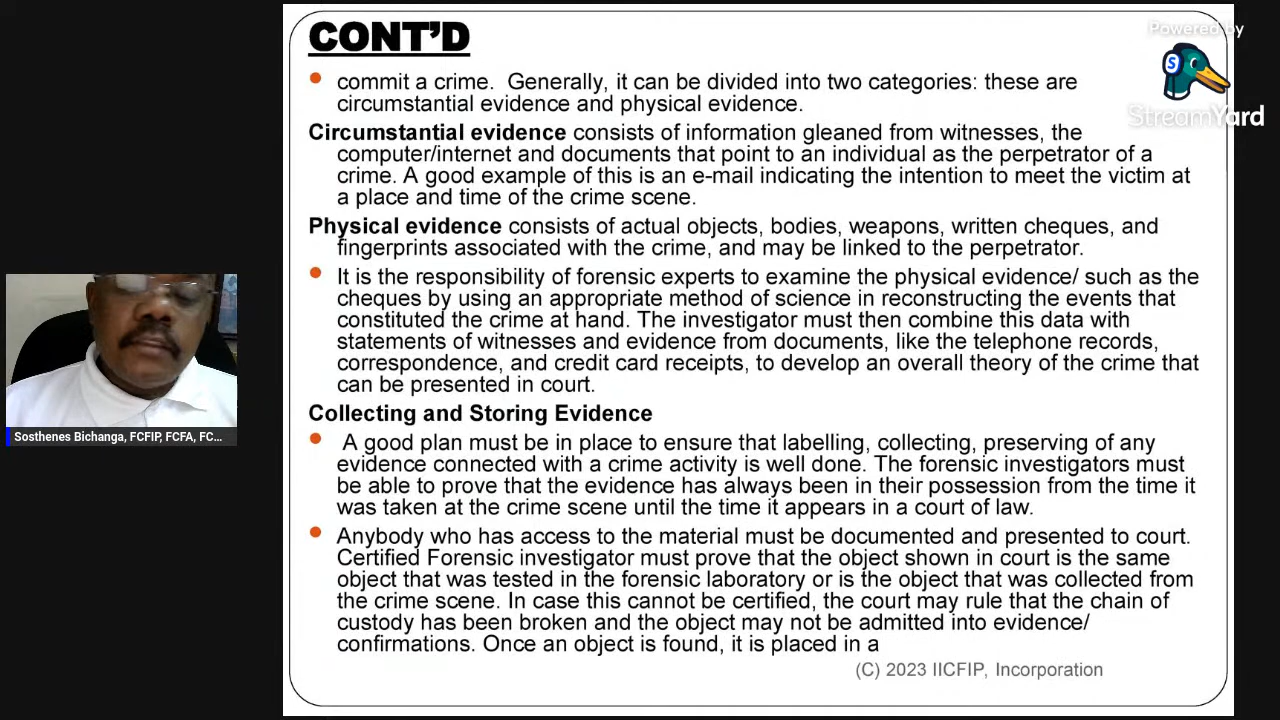 CONT'D
commit a crime. Generally, it can be divided into two categories: these are
circumstantial evidence and physical evidence.
Circumstantial evidence consists of information gleaned from witnesses, the
computer/internet and documents that point to an individual as the perpetrator of a
crime. A good example of this is an e-mail indicating the intention to meet the victim at
a place and time of the crime scene.
Physical evidence consists of actual objects, bodies, weapons, written cheques, and
fingerprints associated with the crime, and may be linked to the perpetrator.
It is the responsibility of forensic experts to examine the physical evidence/ such as the
cheques by using an appropriate method of science in reconstructing the events that
constituted the crime at hand. The investigator must then combine this data with
statements of witnesses and evidence from documents, like the telephone records,
correspondence, and credit card receipts, to develop an overall theory of the crime that
can be presented in court.
Collecting and Storing Evidence
A good plan must be in place to ensure that labelling, collecting, preserving of any
evidence connected with a crime activity is well done. The forensic investigators must
be able to prove that the evidence has always been in their possession from the time it
was taken at the crime scene until the time it appears in a court of law.
Anybody who has access to the material must be documented and presented to court.
Certified Forensic investigator must prove that the object shown in court is the same
object that was tested in the forensic laboratory or is the object that was collected from
the crime scene. In case this cannot be certified, the court may rule that the chain of
custody has been broken and the object may not be admitted into evidence/
confirmations. Once an object is found, it is placed in a
(C) 2023 IICFIP, Incorporation
Powered by
S
StreamYard
Sosthenes Bichanga, FCFIP, FCFA, FC...